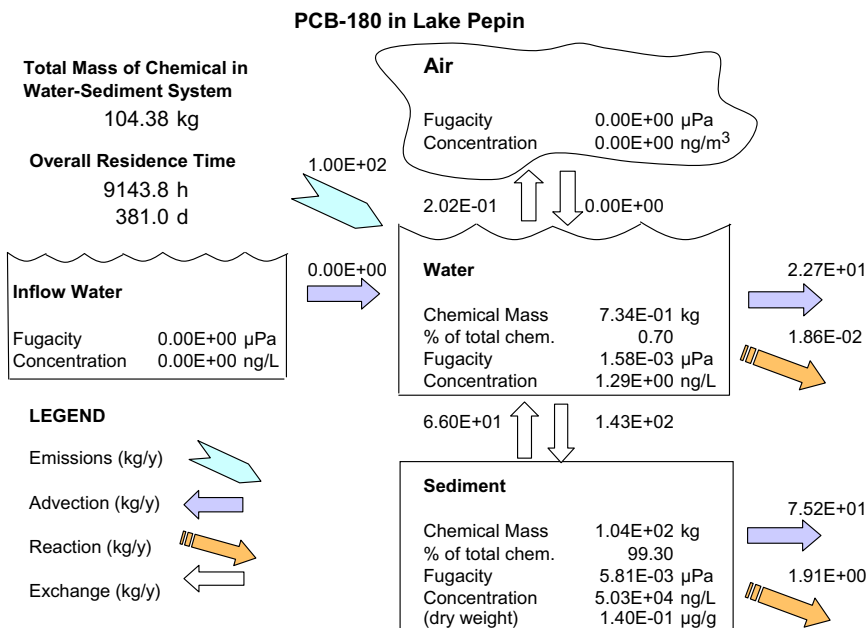 PCB-180 in Lake Pepin
Total Mass of Chemical in
Water-Sediment System
104.38 kg
Overall Residence Time
9143.8 h
381.0 d
Air
Fugacity 0.00E+00 µPa
Concentration 0.00E+00 ng/m³
1.00E+02
2.02E-01
0.00E+00
Inflow Water
Fugacity 0.00E+00 µPa
Concentration 0.00E+00 ng/L
0.00E+00
Water
Chemical Mass 7.34E-01 kg
% of total chem. 0.70
Fugacity 1.58E-03 µPa
Concentration 1.29E+00 ng/L
2.27E+01
1.86E-02
6.60E+01
1.43E+02
LEGEND
Emissions (kg/y)
Advection (kg/y)
Reaction (kg/y)
Exchange (kg/y)
Sediment
Chemical Mass 1.04E+02 kg
% of total chem. 99.30
Fugacity 5.81E-03 µPa
Concentration 5.03E+04 ng/L
(dry weight) 1.40E-01 µg/g
7.52E+01
1.91E+00